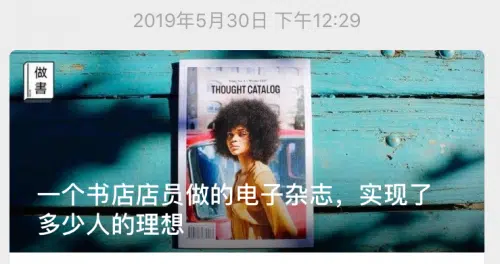 2019年5月30日 下午12:29
做
書
THOUGHT CATALOG
一个书店店员做的电子杂志，实现了
多少人的理想